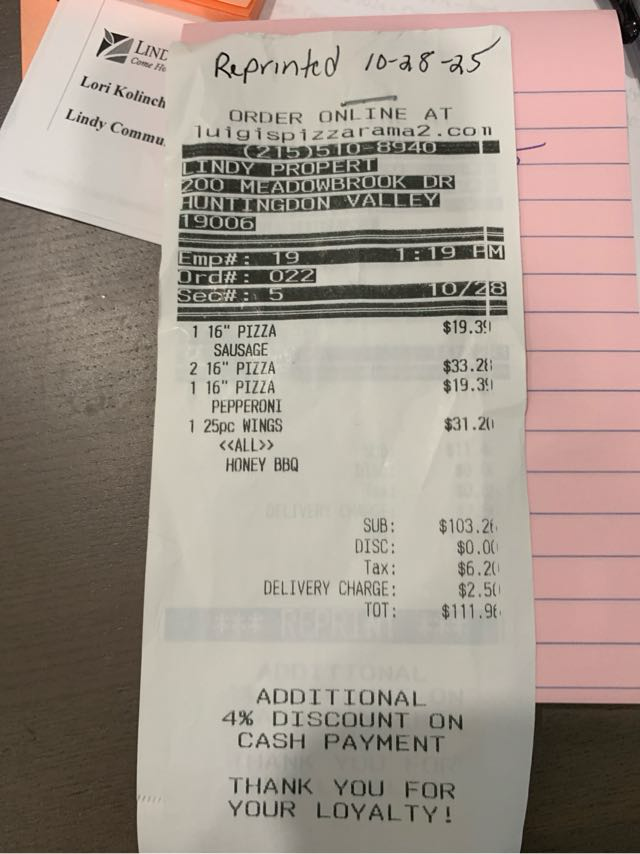 LIND
Come Ho
Lori Kolinch
Lindy Commu
Reprinted 10-28-25
ORDER ONLINE AT
luigispizzarama2.com
(215)510-8940
LINDY PROPERT
200 MEADOWBROOK DR
HUNTINGDON VALLEY
19006
Emp#: 19 1:19 PM
Ord#: 022
Sec#: 5 10/28
1 16" PIZZA $19.39
SAUSAGE
2 16" PIZZA $33.28
1 16" PIZZA $19.39
PEPPERONI
1 25pc WINGS $31.20
<<ALL>>
HONEY BBQ
SUB: $103.26
DISC: $0.00
Tax: $6.20
DELIVERY CHARGE: $2.50
TOT: $111.96
*** REPRINT ***
ADDITIONAL
4% DISCOUNT ON
CASH PAYMENT
THANK YOU FOR
YOUR LOYALTY!